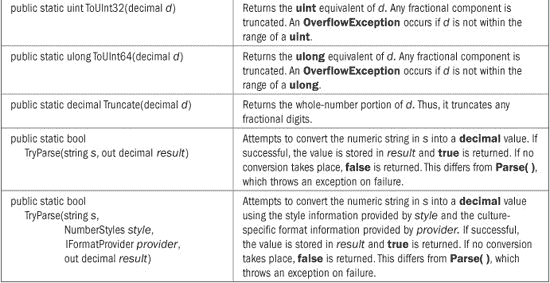 public static uint ToUInt32(decimal d)
Returns the uint equivalent of d. Any fractional component is
truncated. An OverflowException occurs if d is not within the
range of a uint.
public static ulong ToUInt64(decimal d)
Returns the ulong equivalent of d. Any fractional component is
truncated. An OverflowException occurs if d is not within the
range of a ulong.
public static decimal Truncate(decimal d)
Returns the whole-number portion of d. Thus, it truncates any
fractional digits.
public static bool
TryParse(string s, out decimal result)
Attempts to convert the numeric string in s into a decimal value. If
successful, the value is stored in result and true is returned. If no
conversion takes place, false is returned. This differs from Parse( ),
which throws an exception on failure.
public static bool
TryParse(string s,
NumberStyles style,
IFormatProvider provider,
out decimal result)
Attempts to convert the numeric string in s into a decimal value
using the style information provided by style and the culture-
specific format information provided by provider. If successful,
the value is stored in result and true is returned. If no conversion
takes place, false is returned. This differs from Parse( ), which
throws an exception on failure.